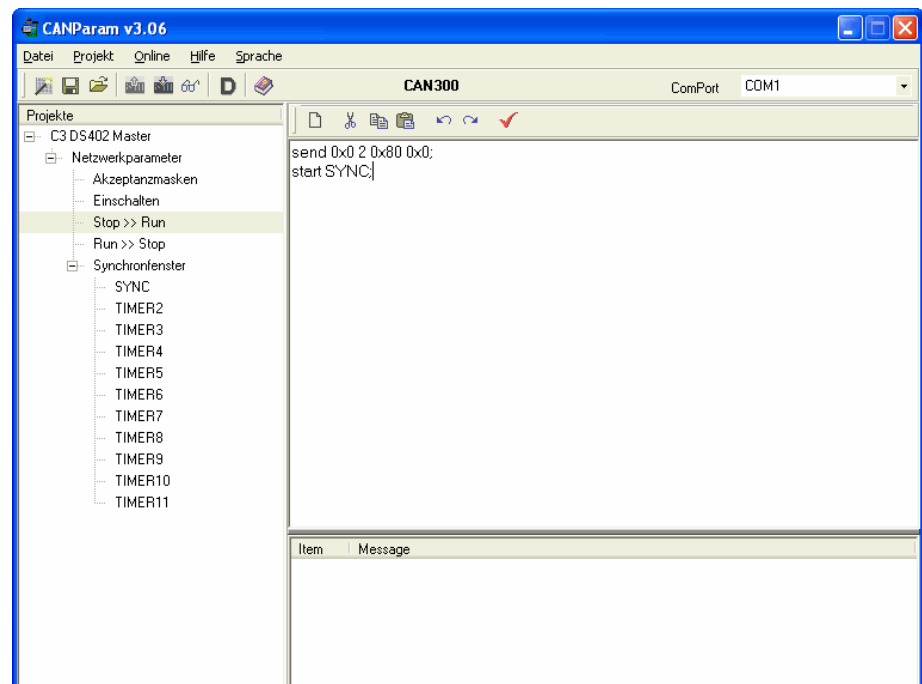 CANParam v3.06
Datei Projekt Online Hilfe Sprache
D CAN300 ComPort COM1
Projekte
C3 DS402 Master
Netzwerkparameter
Akzeptanzmasken
Einschalten
Stop >> Run
Run >> Stop
Synchronfenster
SYNC
TIMER2
TIMER3
TIMER4
TIMER5
TIMER6
TIMER7
TIMER8
TIMER9
TIMER10
TIMER11
send 0x0 2 0x80 0x0;
start SYNC;
Item Message